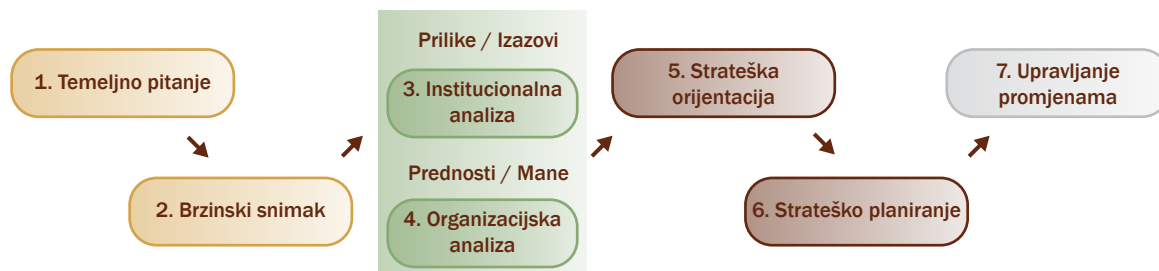 1. Temeljno pitanje
2. Brzinski snimak
Prilike / Izazovi
3. Institucionalna
analiza
Prednosti / Mane
4. Organizacijska
analiza
5. Strateška
orijentacija
6. Strateško planiranje
7. Upravljanje
promjenama